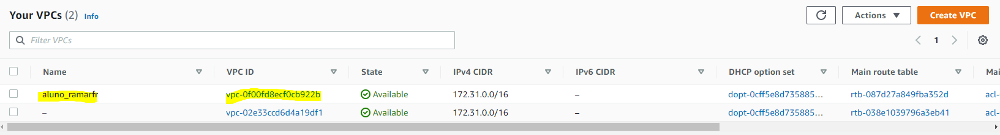 Your VPCs (2) Info Actions Create VPC
Filter VPCs 1
Name VPC ID State IPv4 CIDR IPv6 CIDR DHCP option set Main route table Mai
aluno_ramarfr vpc-0f00fd8ecf0cb922b Available 172.31.0.0/16 – dopt-0cff5e8d735885... rtb-087d27a849fba352d acl-
– vpc-02e33ccd6d4a19df1 Available 172.31.0.0/16 – dopt-0cff5e8d735885... rtb-038e1039796a3eb41 acl-